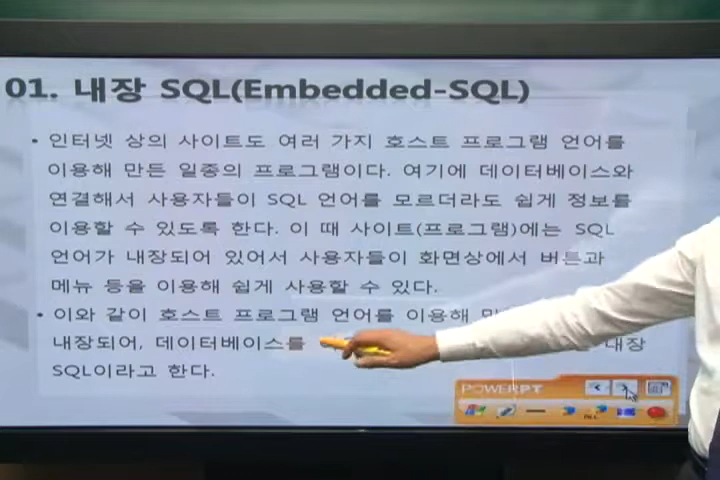 01. 내장 SQL(Embedded-SQL)
• 인터넷 상의 사이트도 여러 가지 호스트 프로그램 언어를
이용해 만든 일종의 프로그램이다. 여기에 데이터베이스와
연결해서 사용자들이 SQL 언어를 모르더라도 쉽게 정보를
이용할 수 있도록 한다. 이 때 사이트(프로그램)에는 SQL
언어가 내장되어 있어서 사용자들이 화면상에서 버튼과
메뉴 등을 이용해 쉽게 사용할 수 있다.
• 이와 같이 호스트 프로그램 언어를 이용해
내장되어, 데이터베이스를 내장
SQL이라고 한다.
POWERPT